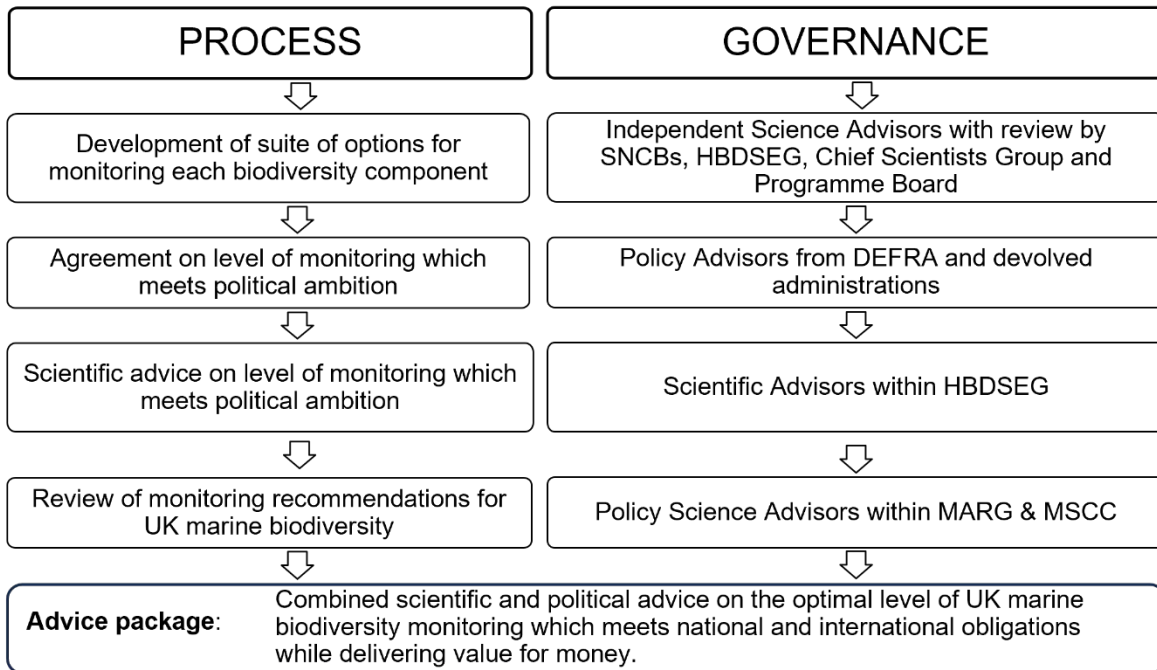 PROCESS
GOVERNANCE
Development of suite of options for
monitoring each biodiversity component
Independent Science Advisors with review by
SNCBs, HBDSEG, Chief Scientists Group and
Programme Board
Agreement on level of monitoring which
meets political ambition
Policy Advisors from DEFRA and devolved
administrations
Scientific advice on level of monitoring which
meets political ambition
Scientific Advisors within HBDSEG
Review of monitoring recommendations for
UK marine biodiversity
Policy Science Advisors within MARG & MSCC
Advice package: Combined scientific and political advice on the optimal level of UK marine
biodiversity monitoring which meets national and international obligations
while delivering value for money.